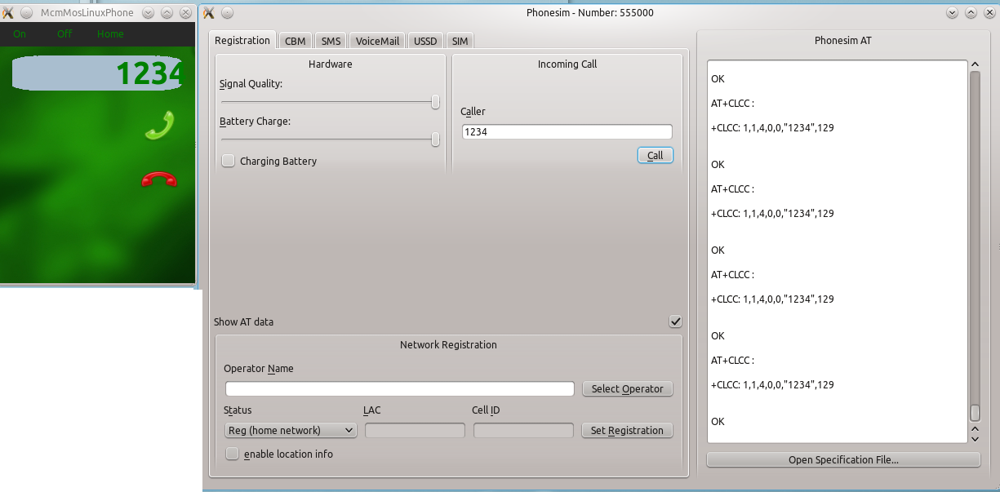 McmMosLinuxPhone
On Off Home
1234
Phonesim - Number: 555000
Registration CBM SMS VoiceMail USSD SIM
Hardware
Signal Quality:
Battery Charge:
Charging Battery
Incoming Call
Caller
1234
Call
Show AT data
Network Registration
Operator Name
Select Operator
Status LAC Cell ID
Reg (home network) Set Registration
enable location info
Phonesim AT
OK
AT+CLCC :
+CLCC: 1,1,4,0,0,"1234",129
OK
AT+CLCC :
+CLCC: 1,1,4,0,0,"1234",129
OK
AT+CLCC :
+CLCC: 1,1,4,0,0,"1234",129
OK
AT+CLCC :
+CLCC: 1,1,4,0,0,"1234",129
OK
Open Specification File...